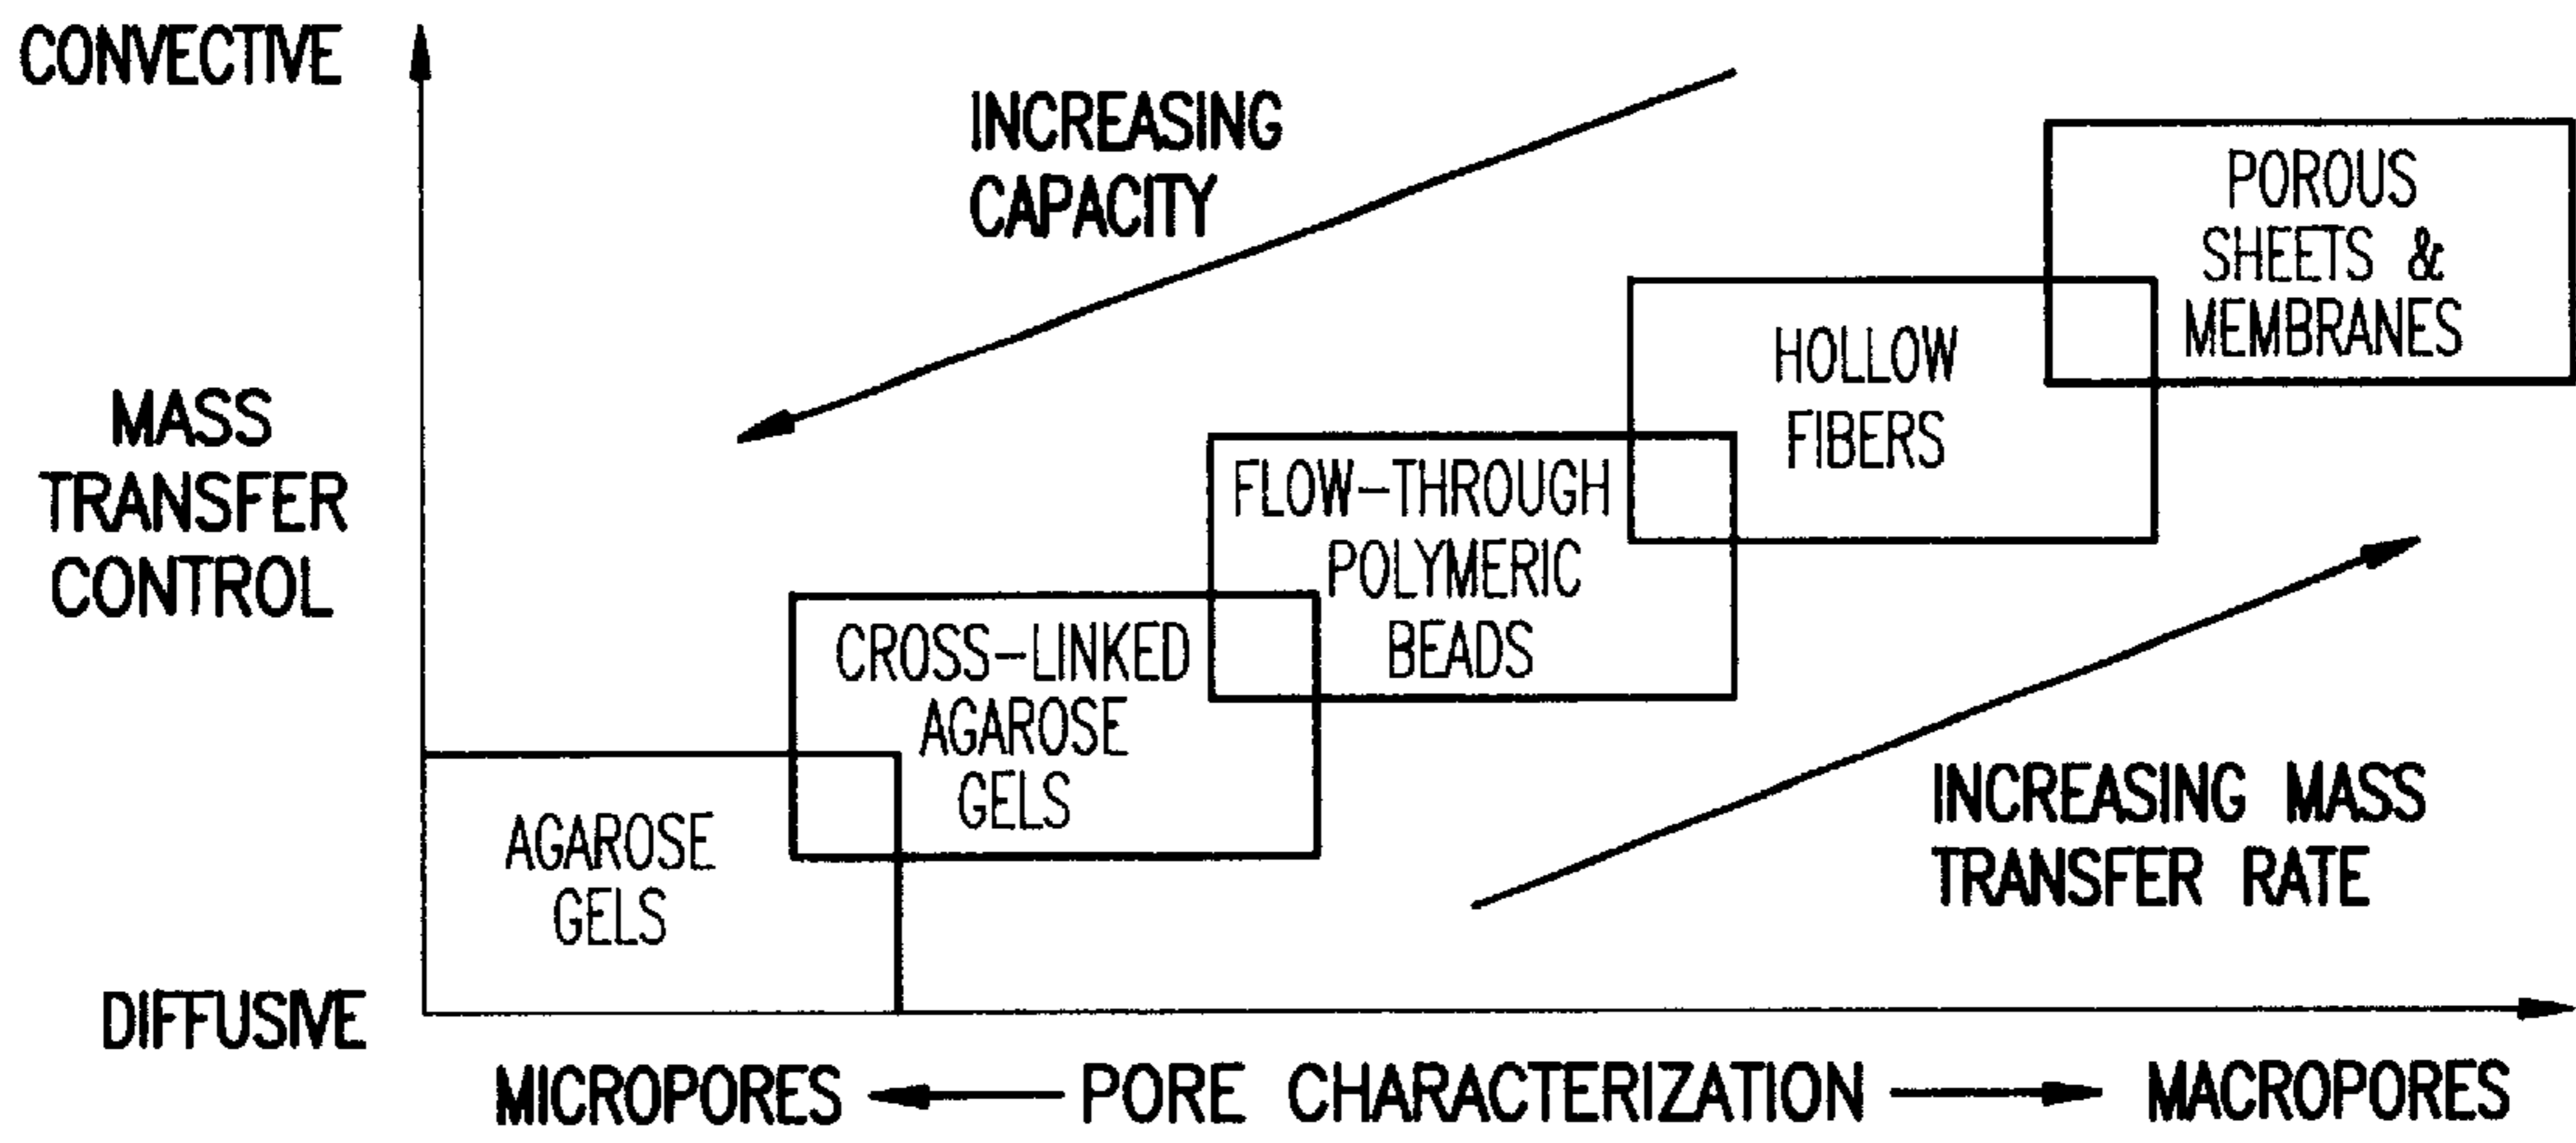 CONVECTIVE
INCREASING
CAPACITY
POROUS
SHEETS &
MEMBRANES
HOLLOW
FIBERS
MASS
TRANSFER
CONTROL
FLOW-THROUGH
POLYMERIC
BEADS
CROSS-LINKED
AGAROSE
GELS
AGAROSE
GELS
INCREASING MASS
TRANSFER RATE
DIFFUSIVE
MICROPORES PORE CHARACTERIZATION MACROPORES